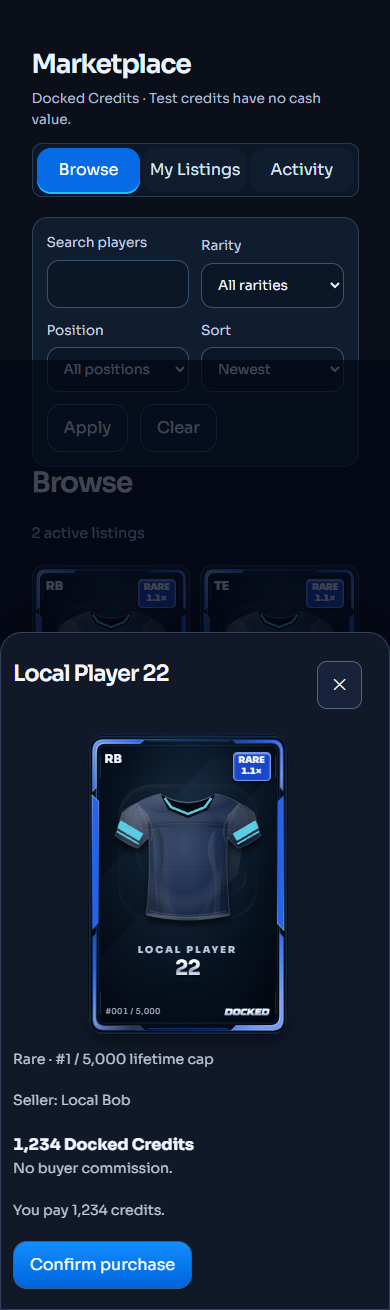 Marketplace
Docked Credits · Test credits have no cash
value.
Browse
My Listings
Activity
Search players
Rarity
All rarities
Position
Sort
All positions
Newest
Apply
Clear
Browse
2 active listings
RB
RARE
1.1×
TE
RARE
1.1×
Local Player 22
×
RB
RARE
1.1×
LOCAL PLAYER
22
#001 / 5,000
DOCKED
Rare · #1 / 5,000 lifetime cap
Seller: Local Bob
1,234 Docked Credits
No buyer commission.
You pay 1,234 credits.
Confirm purchase